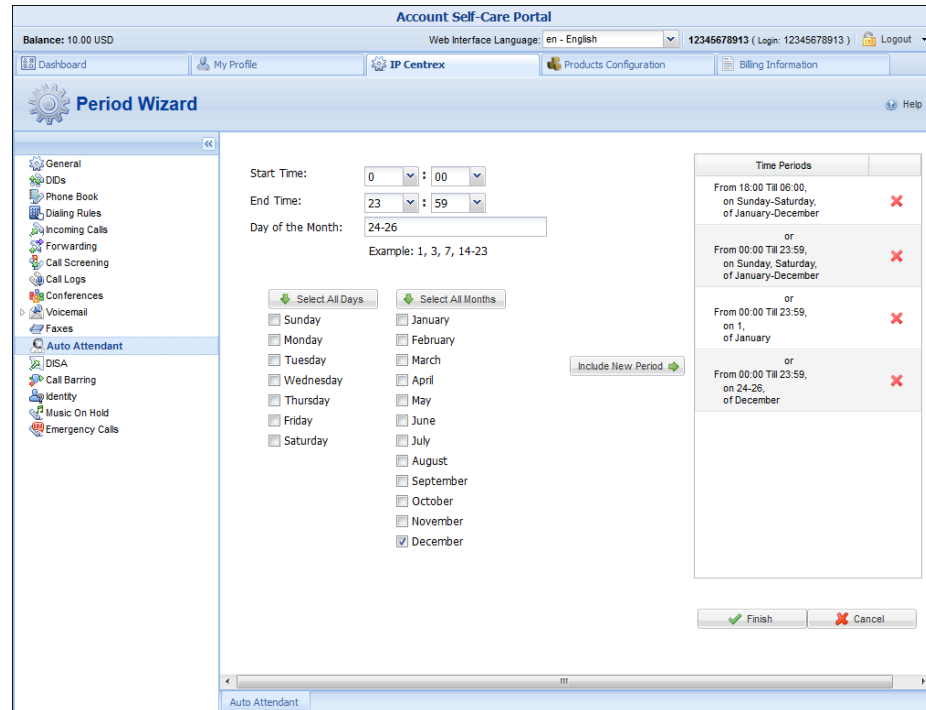 Account Self-Care Portal
Balance: 10.00 USD Web Interface Language: en - English 12345678913 ( Login: 12345678913 ) Logout
Dashboard My Profile IP Centrex Products Configuration Billing Information
Period Wizard Help
General
DIDs
Phone Book
Dialing Rules
Incoming Calls
Forwarding
Call Screening
Call Logs
Conferences
Voicemail
Faxes
Auto Attendant
DISA
Call Barring
Identity
Music On Hold
Emergency Calls
Start Time: 0 : 00
End Time: 23 : 59
Day of the Month: 24-26
Example: 1, 3, 7, 14-23
Select All Days
Sunday
Monday
Tuesday
Wednesday
Thursday
Friday
Saturday
Select All Months
January
February
March
April
May
June
July
August
September
October
November
December
Include New Period
Time Periods
From 18:00 Till 06:00,
on Sunday-Saturday,
of January-December
or
From 00:00 Till 23:59,
on Sunday, Saturday,
of January-December
or
From 00:00 Till 23:59,
on 1,
of January
or
From 00:00 Till 23:59,
on 24-26,
of December
Finish Cancel
Auto Attendant